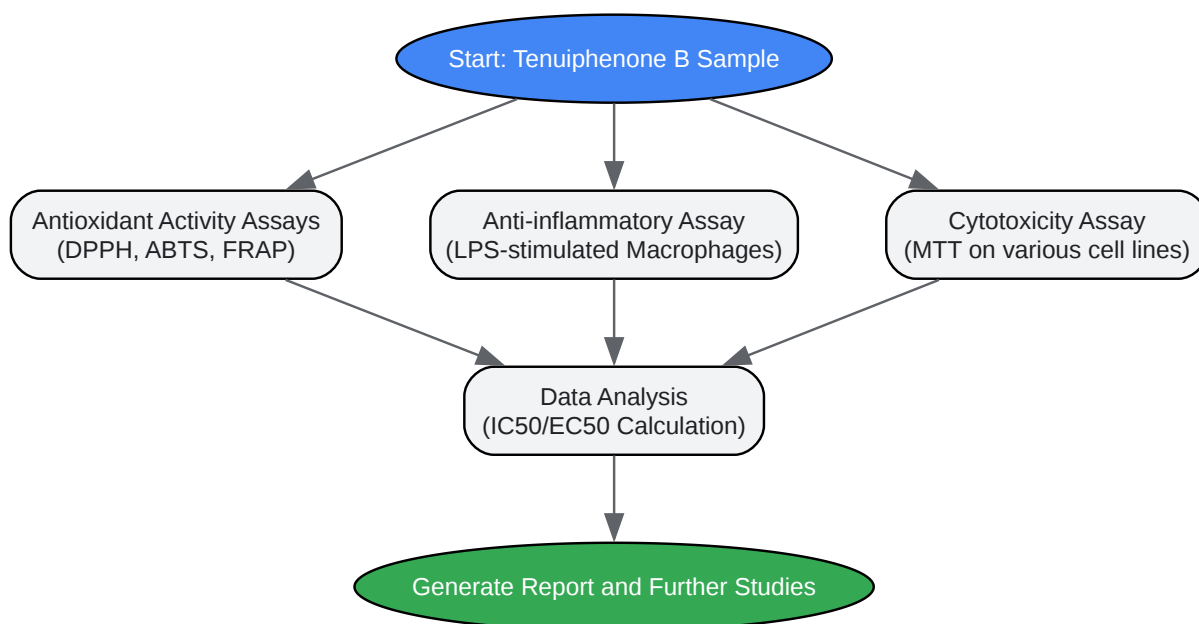 Start: Tenuiphenone B Sample
Antioxidant Activity Assays
(DPPH, ABTS, FRAP)
Anti-inflammatory Assay
(LPS-stimulated Macrophages)
Cytotoxicity Assay
(MTT on various cell lines)
Data Analysis
(IC50/EC50 Calculation)
Generate Report and Further Studies